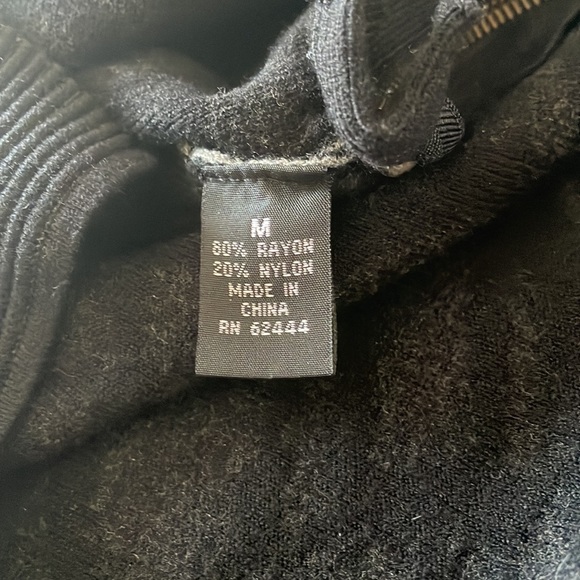 M
80% RAYON
20% NYLON
MADE IN
CHINA
RN 62444